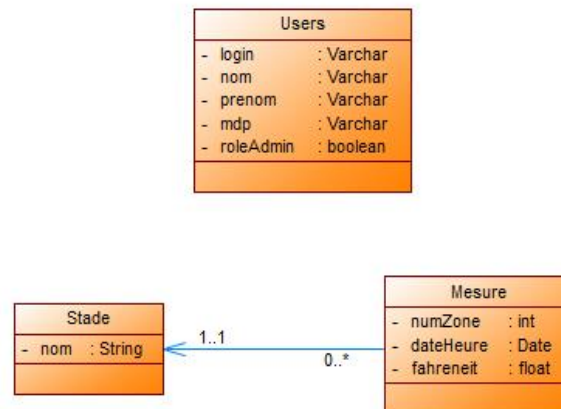 Users
- login : Varchar
- nom : Varchar
- prenom : Varchar
- mdp : Varchar
- roleAdmin : boolean
Stade
- nom : String
1..1
0..*
Mesure
- numZone : int
- dateHeure : Date
- fahreneit : float